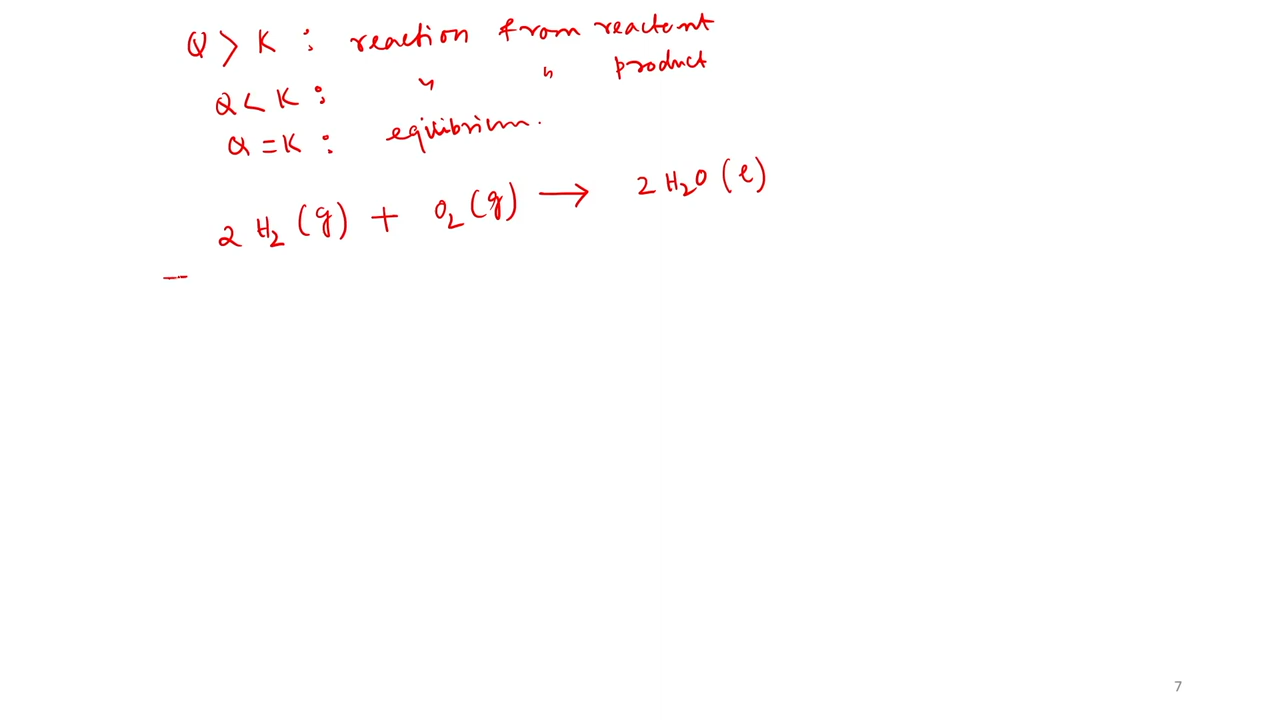 Q > K : reaction from reactant
Q < K : " " product
Q = K : equilibrium.
2 H₂ (g) + O₂ (g) → 2 H₂O (l)
7